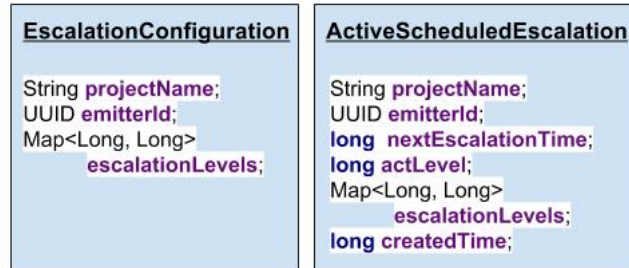 EscalationConfiguration
String projectName;
UUID emitterId;
Map<Long, Long>
escalationLevels;
ActiveScheduledEscalation
String projectName;
UUID emitterId;
long nextEscalationTime;
long actLevel;
Map<Long, Long>
escalationLevels;
long createdTime;